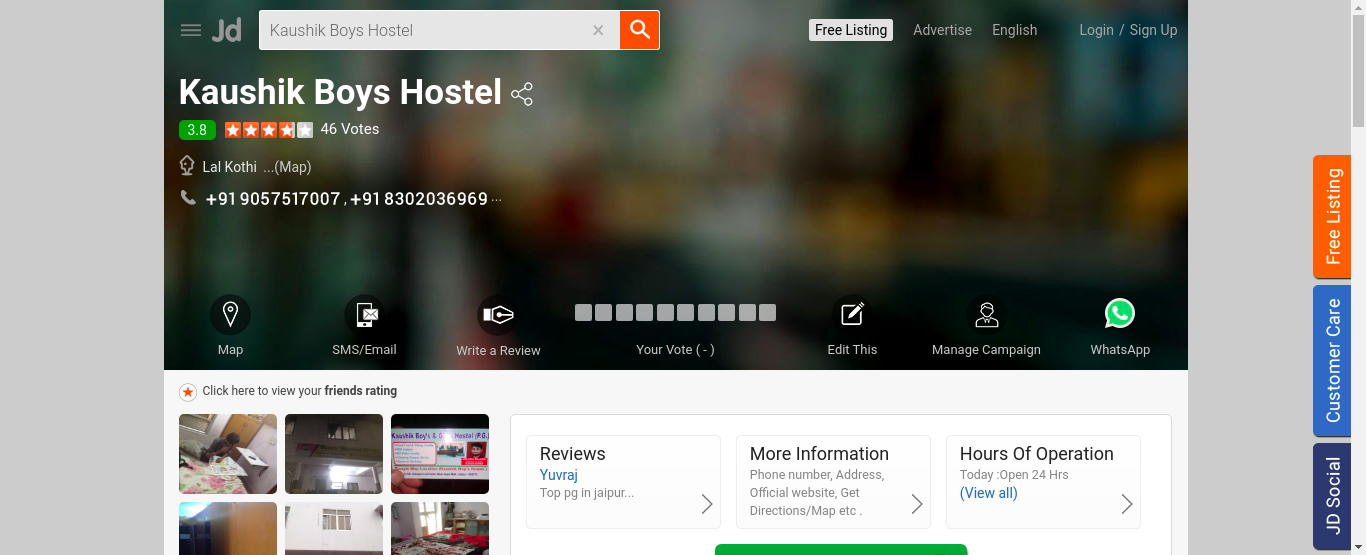 Jd
Kaushik Boys Hostel
Free Listing
Advertise
English
Login / Sign Up
Kaushik Boys Hostel
3.8
46 Votes
Lal Kothi ...(Map)
+91 9057517007 , +91 8302036969 ...
Map
SMS/Email
Write a Review
Your Vote ( - )
Edit This
Manage Campaign
WhatsApp
Click here to view your friends rating
Kaushik Boy's & G Hostel (P.G.)
Reviews
Yuvraj
Top pg in jaipur...
More Information
Phone number, Address,
Official website, Get
Directions/Map etc .
Hours Of Operation
Today :Open 24 Hrs
(View all)
Free Listing
Customer Care
JD Social